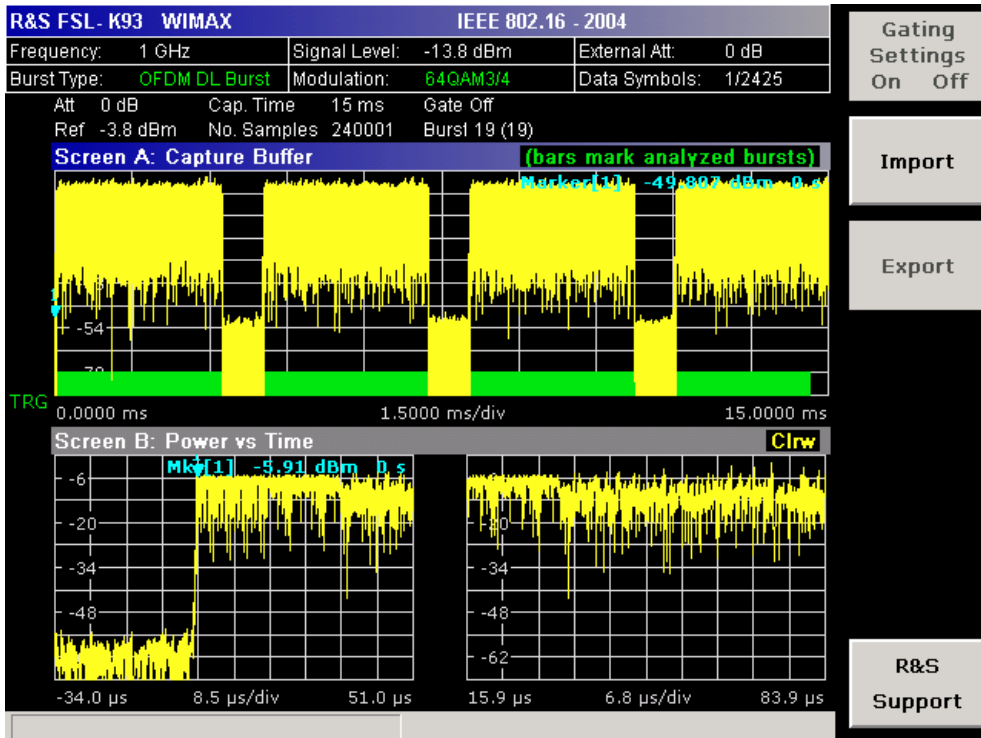 R&S FSL-K93 WIMAX IEEE 802.16 - 2004
Frequency: 1 GHz Signal Level: -13.8 dBm External Att: 0 dB
Burst Type: OFDM DL Burst Modulation: 64QAM3/4 Data Symbols: 1/2425
Att 0 dB Cap. Time 15 ms Gate Off
Ref -3.8 dBm No. Samples 240001 Burst 19 (19)
Screen A: Capture Buffer (bars mark analyzed bursts)
Marker[1] -49.807 dBm 0 s
1
-54
TRG
0.0000 ms 1.5000 ms/div 15.0000 ms
Screen B: Power vs Time Clrw
Mkr[1] -5.91 dBm 0 s
-6
-20
-34
-48
-20
-34
-48
-62
-34.0 µs 8.5 µs/div 51.0 µs 15.9 µs 6.8 µs/div 83.9 µs
Gating
Settings
On Off
Import
Export
R&S
Support